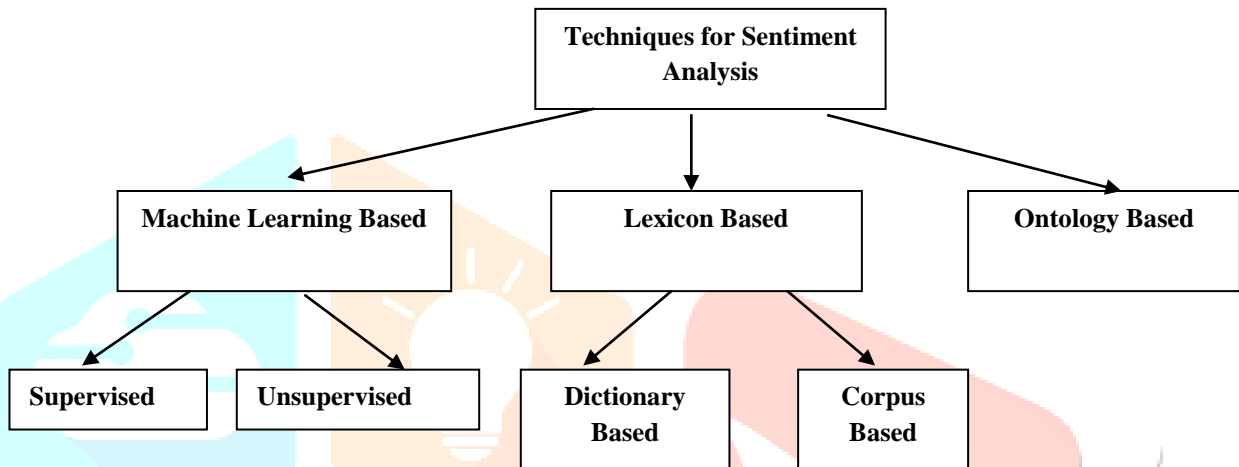 Techniques for Sentiment
Analysis
Machine Learning Based
Lexicon Based
Ontology Based
Supervised
Unsupervised
Dictionary
Based
Corpus
Based